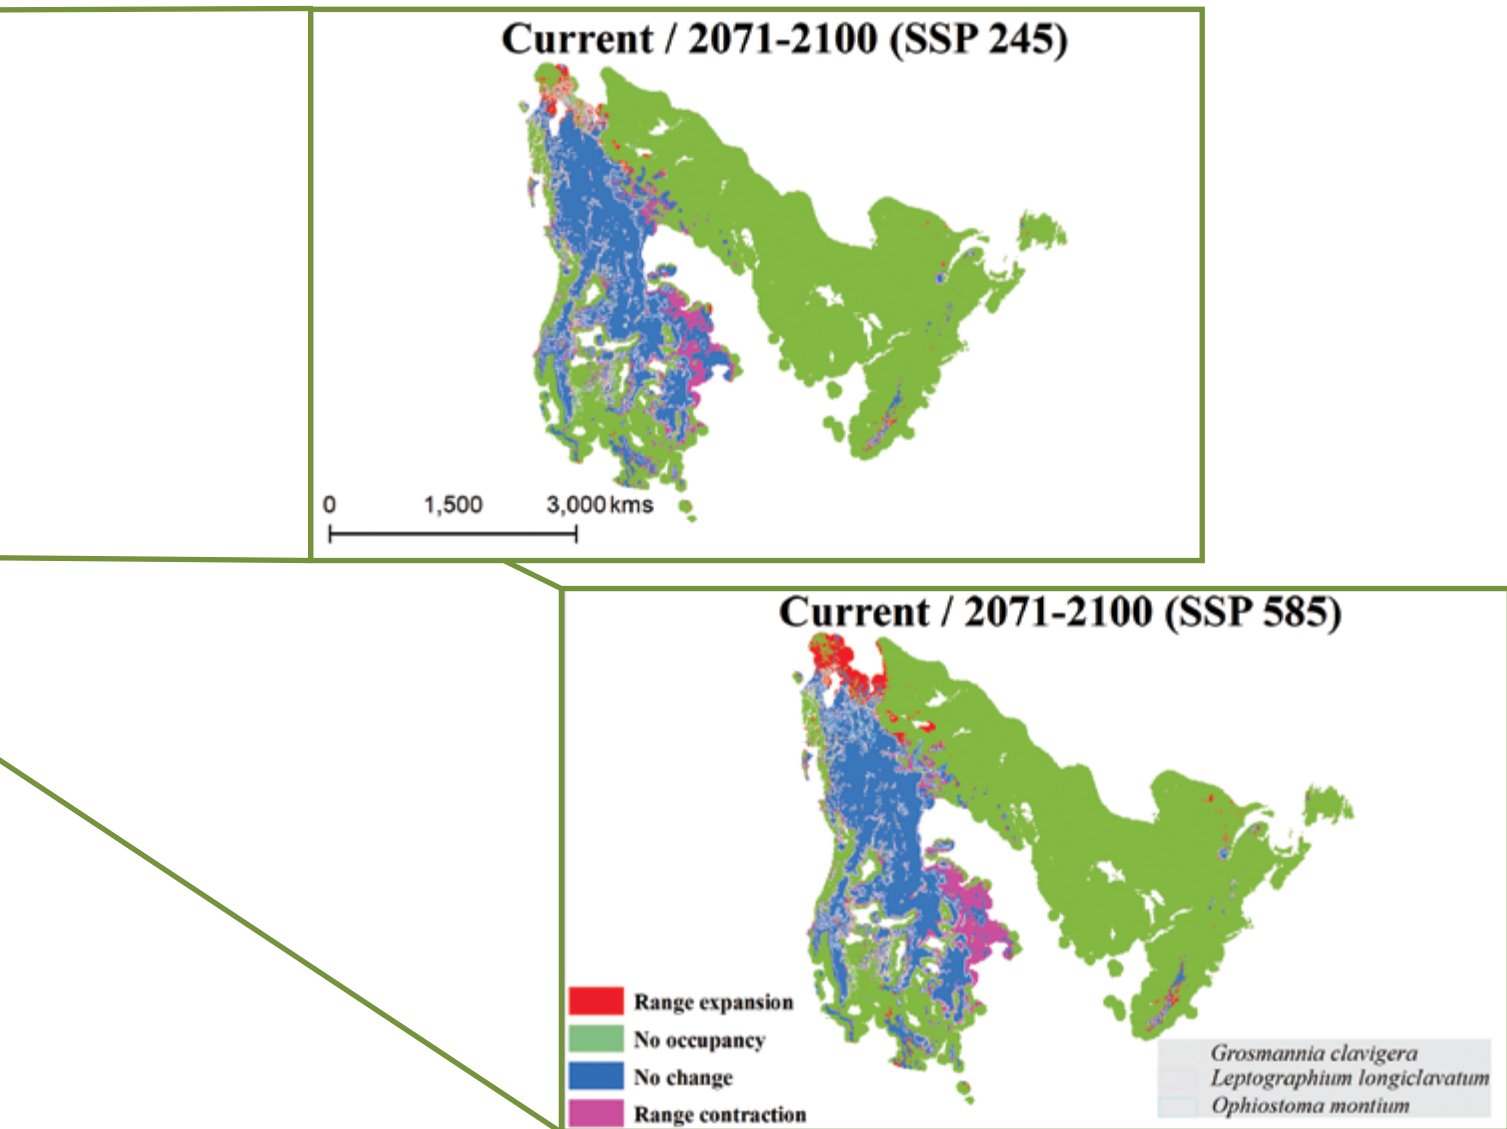 Current / 2071-2100 (SSP 245)
0 1,500 3,000 kms
Current / 2071-2100 (SSP 585)
Range expansion
No occupancy
No change
Range contraction
Grosmannia clavigera
Leptographium longiclavatum
Ophiostoma montium